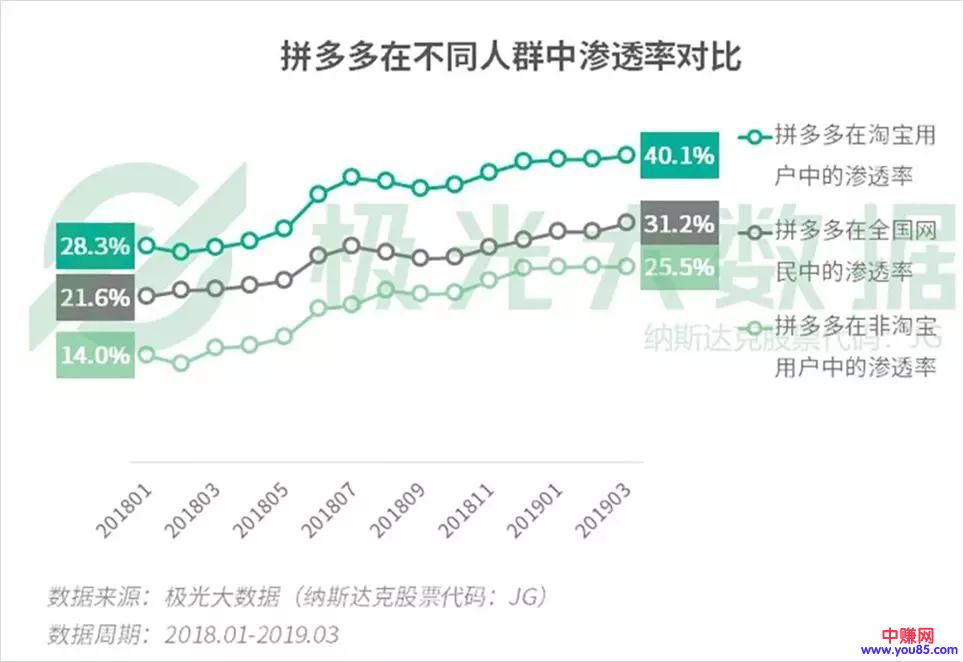 拼多多在不同人群中渗透率对比
28.3%
21.6%
14.0%
40.1%
31.2%
25.5%
拼多多在淘宝用
户中的渗透率
拼多多在全国网
民中的渗透率
拼多多在非淘宝
用户中的渗透率
极光大数据
纳斯达克股票代码：JG
201801
201803
201805
201807
201809
201811
201901
201903
数据来源：极光大数据（纳斯达克股票代码：JG）
数据周期：2018.01-2019.03
中赚网
www.you85.com